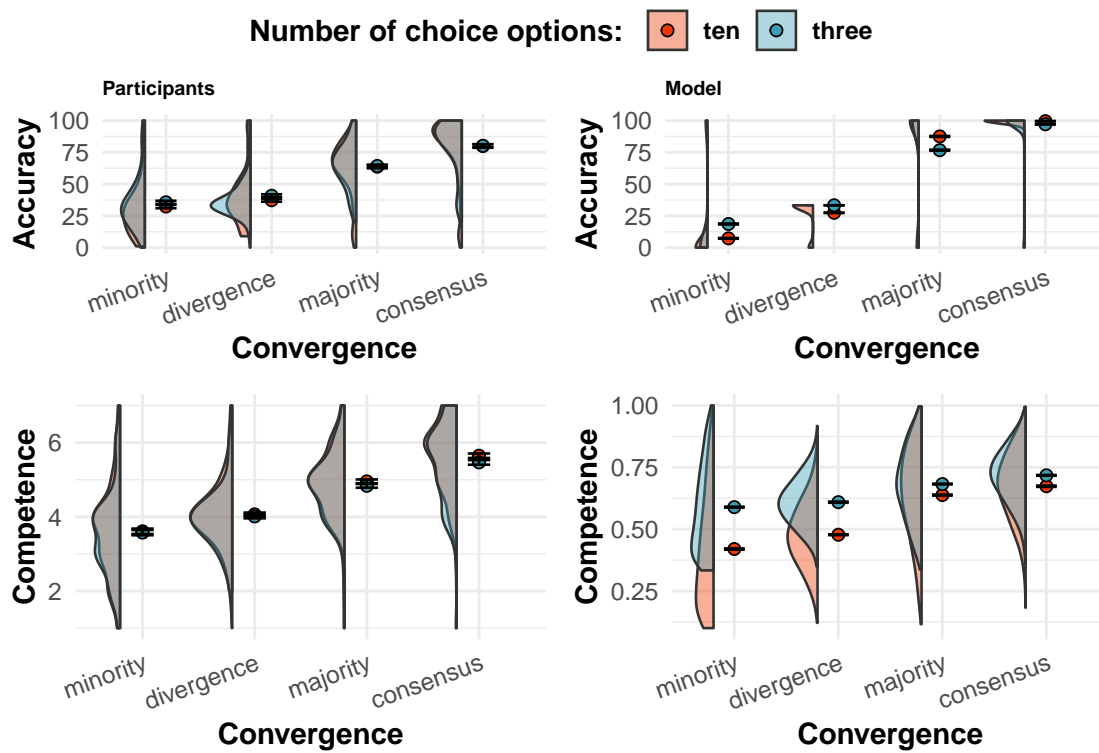 Number of choice options: ten three
Participants
Accuracy
100
75
50
25
0
minority
divergence
majority
consensus
Convergence
Model
Accuracy
100
75
50
25
0
minority
divergence
majority
consensus
Convergence
Competence
6
4
2
minority
divergence
majority
consensus
Convergence
Competence
1.00
0.75
0.50
0.25
minority
divergence
majority
consensus
Convergence